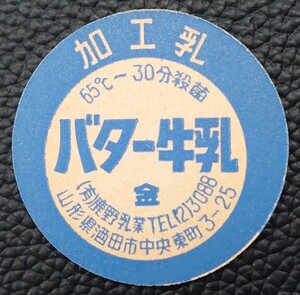 加工乳
65℃～30分殺菌
バター牛乳
金
(有)鹿野乳業 TEL(2)3088
山形県酒田市中央東町3-25